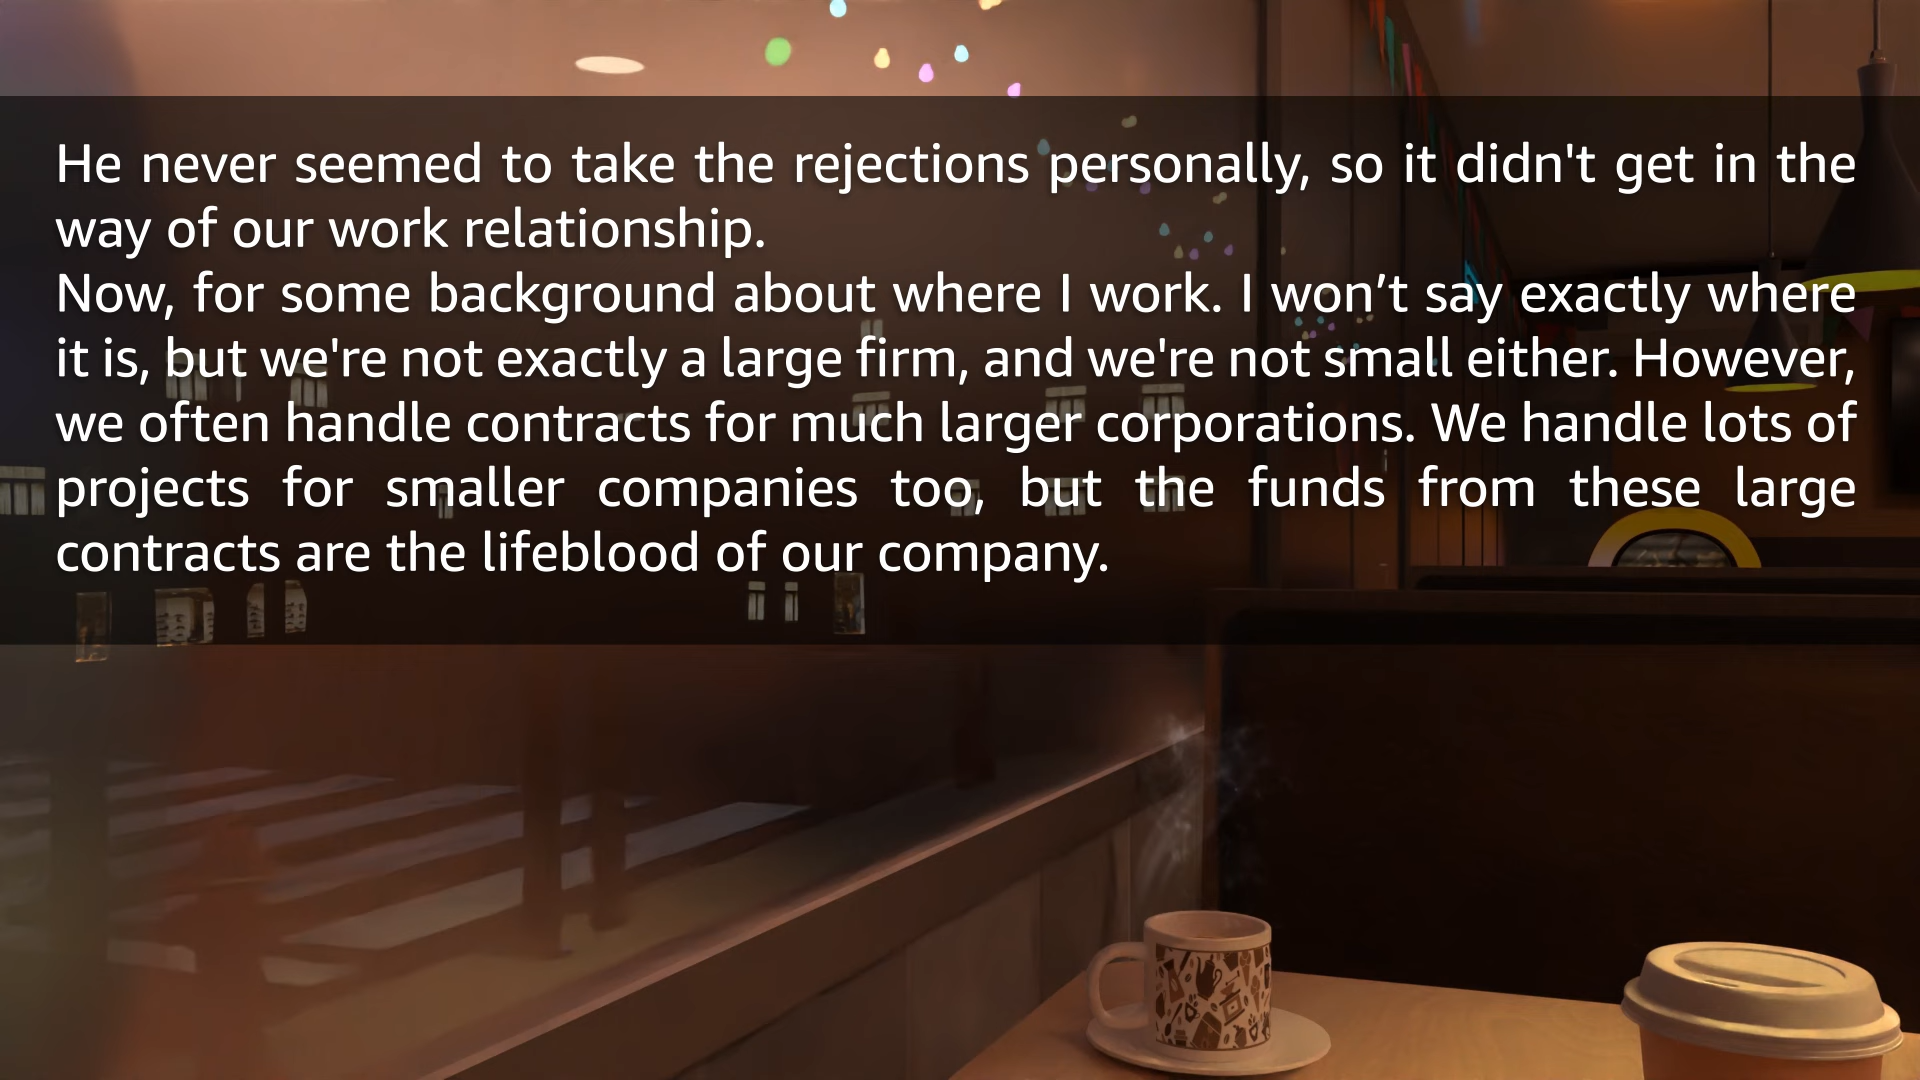 He never seemed to take the rejections personally, so it didn't get in the
way of our work relationship.
Now, for some background about where I work. I won’t say exactly where
it is, but we're not exactly a large firm, and we're not small either. However,
we often handle contracts for much larger corporations. We handle lots of
projects for smaller companies too, but the funds from these large
contracts are the lifeblood of our company.